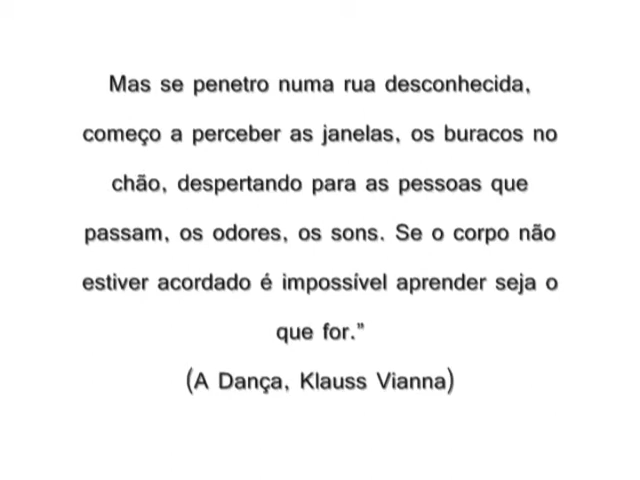 Mas se penetro numa rua desconhecida,
começo a perceber as janelas, os buracos no
chão, despertando para as pessoas que
passam, os odores, os sons. Se o corpo não
estiver acordado é impossível aprender seja o
que for.”
(A Dança, Klauss Vianna)